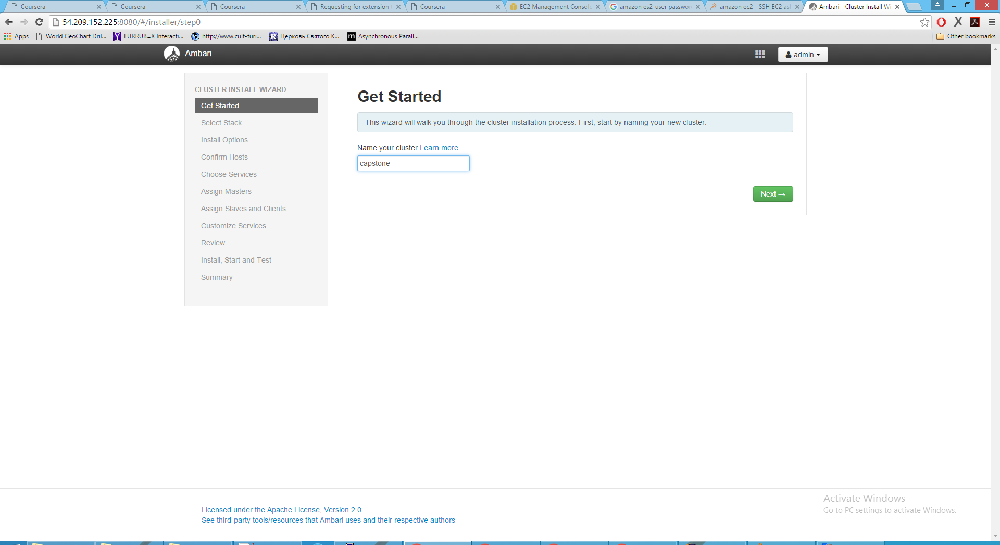 Coursera
Coursera
Coursera
Requesting for extension
Coursera
EC2 Management Console
amazon es2-user passwor
amazon ec2 - SSH EC2 as
Ambari - Cluster Install Wi
54.209.152.225:8080/#/installer/step0
Apps
World GeoChart Dril...
EURRUB=X Interacti...
http://www.cult-turi...
Церковь Святого К...
Asynchronous Parall...
Other bookmarks
Ambari
admin
CLUSTER INSTALL WIZARD
Get Started
Select Stack
Install Options
Confirm Hosts
Choose Services
Assign Masters
Assign Slaves and Clients
Customize Services
Review
Install, Start and Test
Summary
Get Started
This wizard will walk you through the cluster installation process. First, start by naming your new cluster.
Name your cluster Learn more
capstone
Next →
Licensed under the Apache License, Version 2.0.
See third-party tools/resources that Ambari uses and their respective authors
Activate Windows
Go to PC settings to activate Windows.